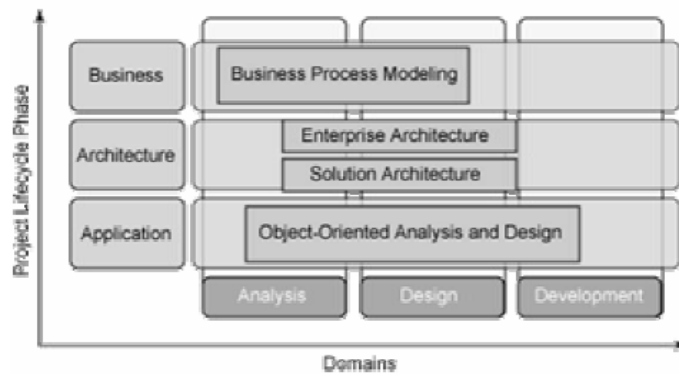 Project Lifecycle Phase
Business
Business Process Modeling
Architecture
Enterprise Architecture
Solution Architecture
Application
Object-Oriented Analysis and Design
Analysis
Design
Development
Domains